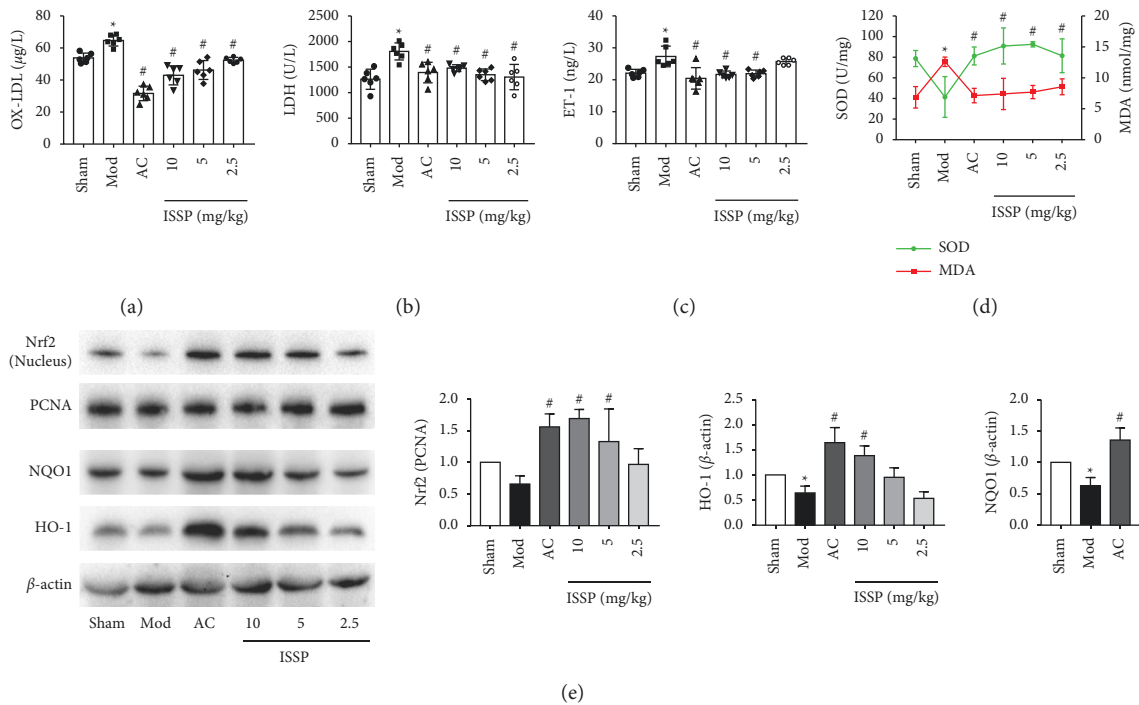 OX-LDL (μg/L)
80
60
40
20
0
*
#
#
#
#
Sham
Mod
AC
10
5
2.5
ISSP (mg/kg)
(a)
LDH (U/L)
2500
2000
1500
1000
500
0
*
#
#
#
#
Sham
Mod
AC
10
5
2.5
ISSP (mg/kg)
(b)
ET-1 (ng/L)
40
30
20
10
0
*
#
#
#
Sham
Mod
AC
10
5
2.5
ISSP (mg/kg)
(c)
SOD (U/mg)
120
100
80
60
40
20
0
MDA (nmol/mg)
20
15
10
5
0
*
#
#
#
#
Sham
Mod
AC
10
5
2.5
ISSP (mg/kg)
SOD
MDA
(d)
Nrf2
(Nucleus)
PCNA
NQO1
HO-1
β-actin
Sham Mod AC 10 5 2.5
ISSP
Nrf2 (PCNA)
2.0
1.5
1.0
0.5
0.0
#
#
#
Sham
Mod
AC
10
5
2.5
ISSP (mg/kg)
HO-1 (β-actin)
2.0
1.5
1.0
0.5
0.0
*
#
#
Sham
Mod
AC
10
5
2.5
ISSP (mg/kg)
NQO1 (β-actin)
2.0
1.5
1.0
0.5
0.0
*
#
Sham
Mod
AC
(e)